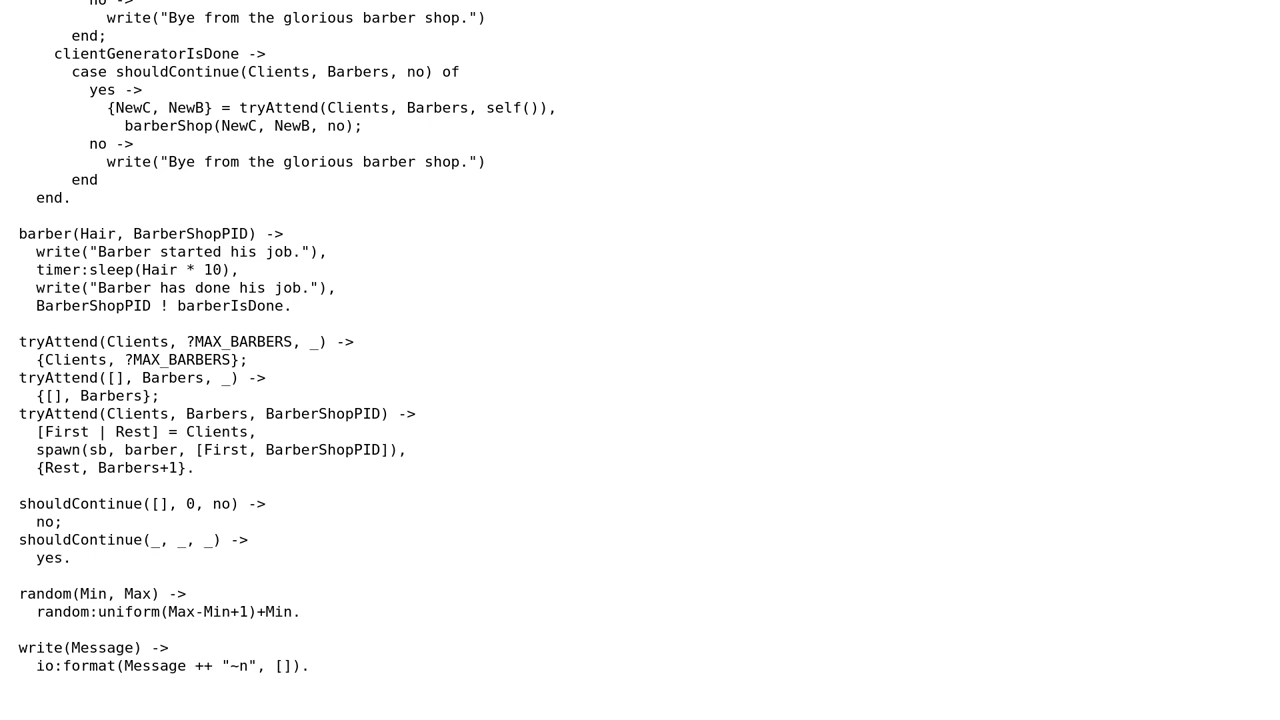 no ->
          write("Bye from the glorious barber shop.")
      end;
    clientGeneratorIsDone ->
      case shouldContinue(Clients, Barbers, no) of
        yes ->
          {NewC, NewB} = tryAttend(Clients, Barbers, self()),
            barberShop(NewC, NewB, no);
        no ->
          write("Bye from the glorious barber shop.")
      end
  end.

barber(Hair, BarberShopPID) ->
  write("Barber started his job."),
  timer:sleep(Hair * 10),
  write("Barber has done his job."),
  BarberShopPID ! barberIsDone.

tryAttend(Clients, ?MAX_BARBERS, _) ->
  {Clients, ?MAX_BARBERS};
tryAttend([], Barbers, _) ->
  {[], Barbers};
tryAttend(Clients, Barbers, BarberShopPID) ->
  [First | Rest] = Clients,
  spawn(sb, barber, [First, BarberShopPID]),
  {Rest, Barbers+1}.

shouldContinue([], 0, no) ->
  no;
shouldContinue(_, _, _) ->
  yes.

random(Min, Max) ->
  random:uniform(Max-Min+1)+Min.

write(Message) ->
  io:format(Message ++ "~n", []).